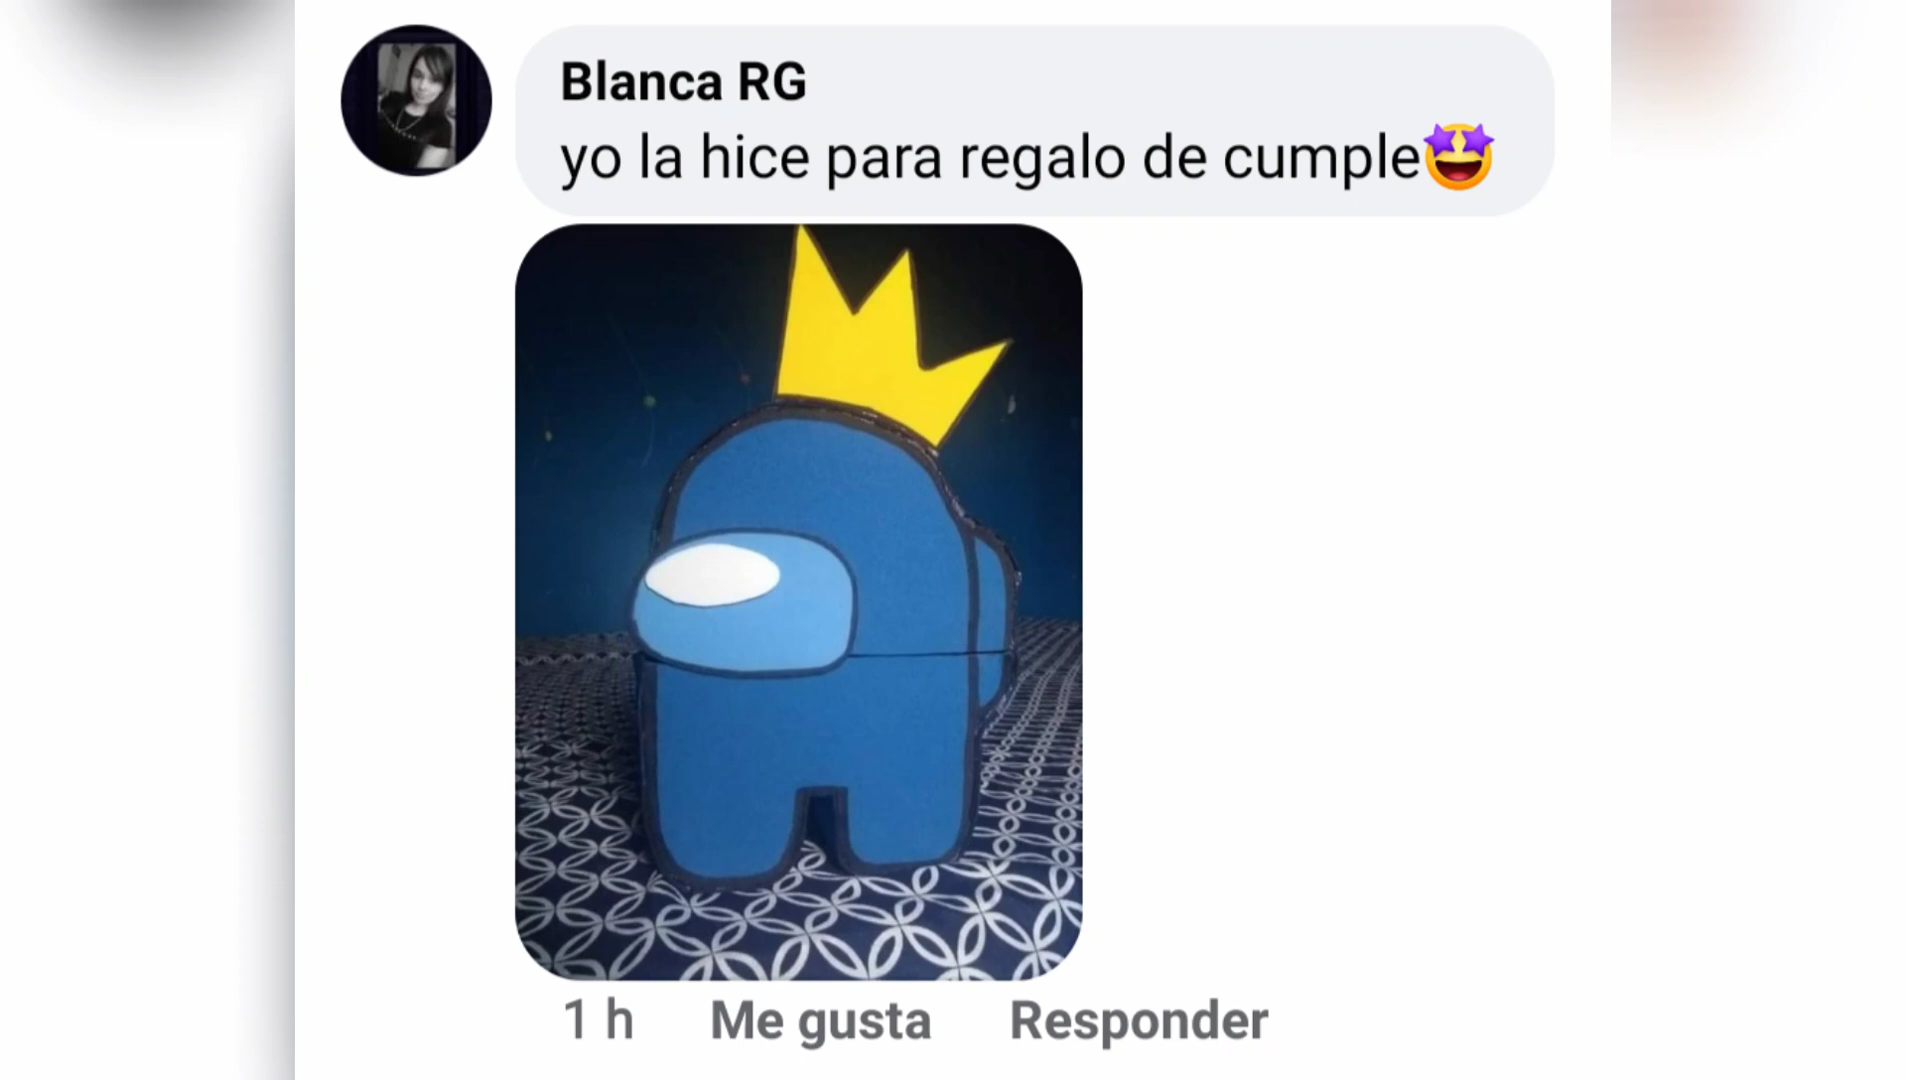 Blanca RG
yo la hice para regalo de cumple🤩
1 h Me gusta Responder